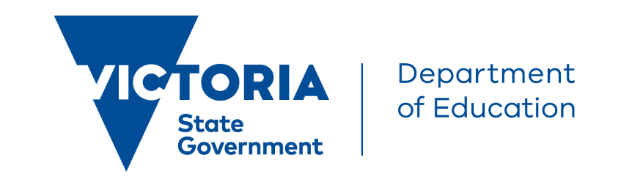 VICTORIA
State
Government
Department
of Education